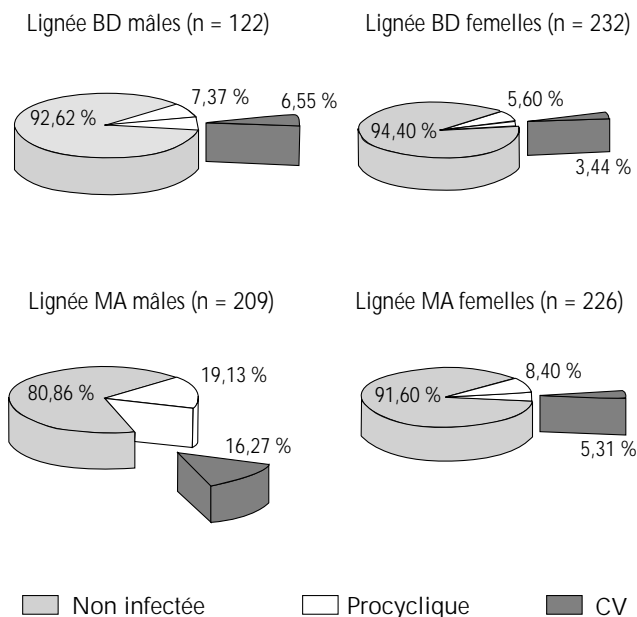 Lignée BD mâles (n = 122)
Lignée BD femelles (n = 232)
92,62 %
7,37 %
6,55 %
94,40 %
5,60 %
3,44 %
Lignée MA mâles (n = 209)
Lignée MA femelles (n = 226)
80,86 %
19,13 %
16,27 %
91,60 %
8,40 %
5,31 %
Non infectée
Procyclique
CV